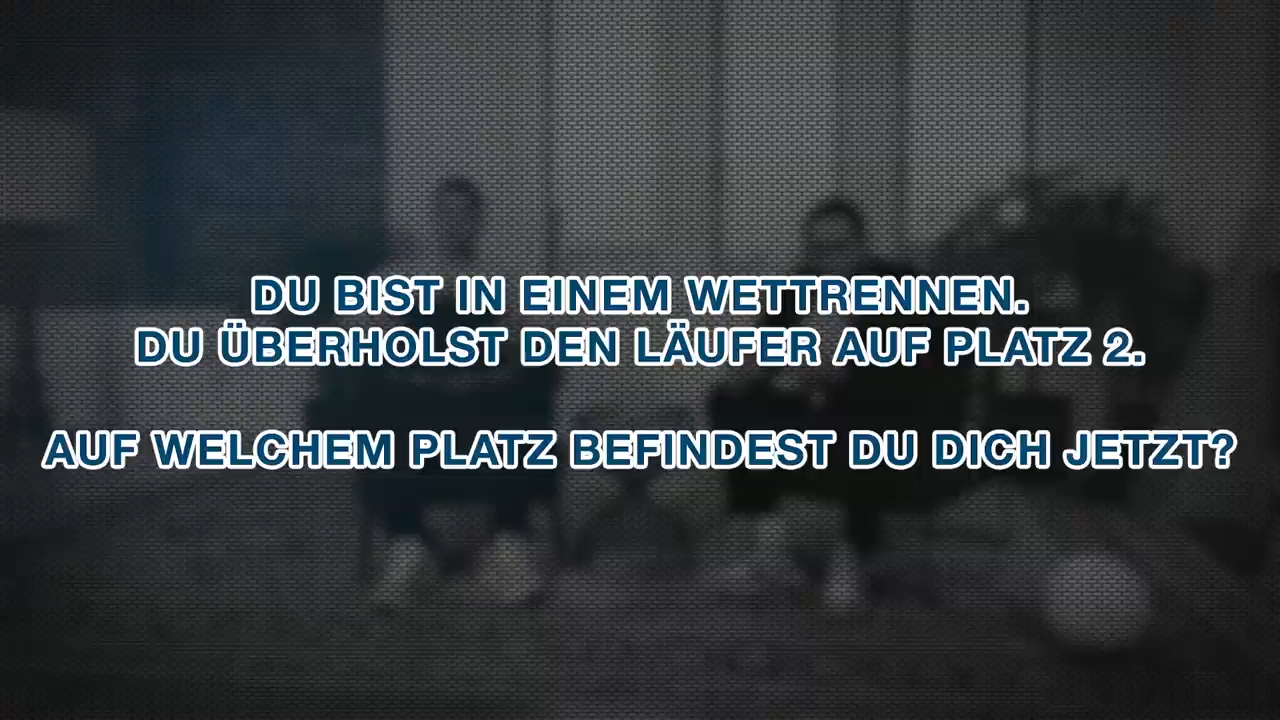 DU BIST IN EINEM WETTRENNEN.
DU ÜBERHOLST DEN LÄUFER AUF PLATZ 2.
AUF WELCHEM PLATZ BEFINDEST DU DICH JETZT?